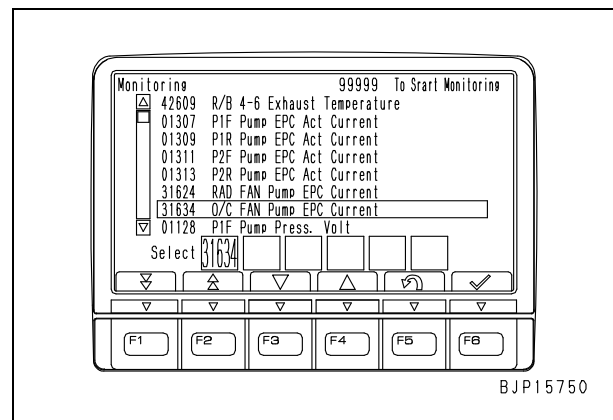 Monitoring 99999 To Srart Monitoring
42609 R/B 4-6 Exhaust Temperature
01307 P1F Pump EPC Act Current
01309 P1R Pump EPC Act Current
01311 P2F Pump EPC Act Current
01313 P2R Pump EPC Act Current
31624 RAD FAN Pump EPC Current
31634 O/C FAN Pump EPC Current
01128 P1F Pump Press. Volt
Select 31634
F1 F2 F3 F4 F5 F6
BJP15750